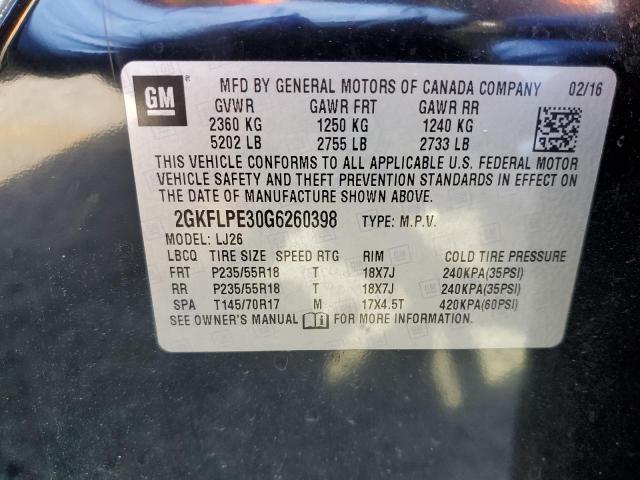 GM ® MFD BY GENERAL MOTORS OF CANADA COMPANY 02/16
GVWR GAWR FRT GAWR RR
2360 KG 1250 KG 1240 KG
5202 LB 2755 LB 2733 LB
THIS VEHICLE CONFORMS TO ALL APPLICABLE U.S. FEDERAL MOTOR
VEHICLE SAFETY AND THEFT PREVENTION STANDARDS IN EFFECT ON
THE DATE OF MANUFACTURE SHOWN ABOVE.
2GKFLPE30G6260398 TYPE: M.P.V.
MODEL: LJ26
LBCQ TIRE SIZE SPEED RTG RIM COLD TIRE PRESSURE
FRT P235/55R18 T 18X7J 240KPA(35PSI)
RR P235/55R18 T 18X7J 240KPA(35PSI)
SPA T145/70R17 M 17X4.5T 420KPA(60PSI)
SEE OWNER'S MANUAL FOR MORE INFORMATION.